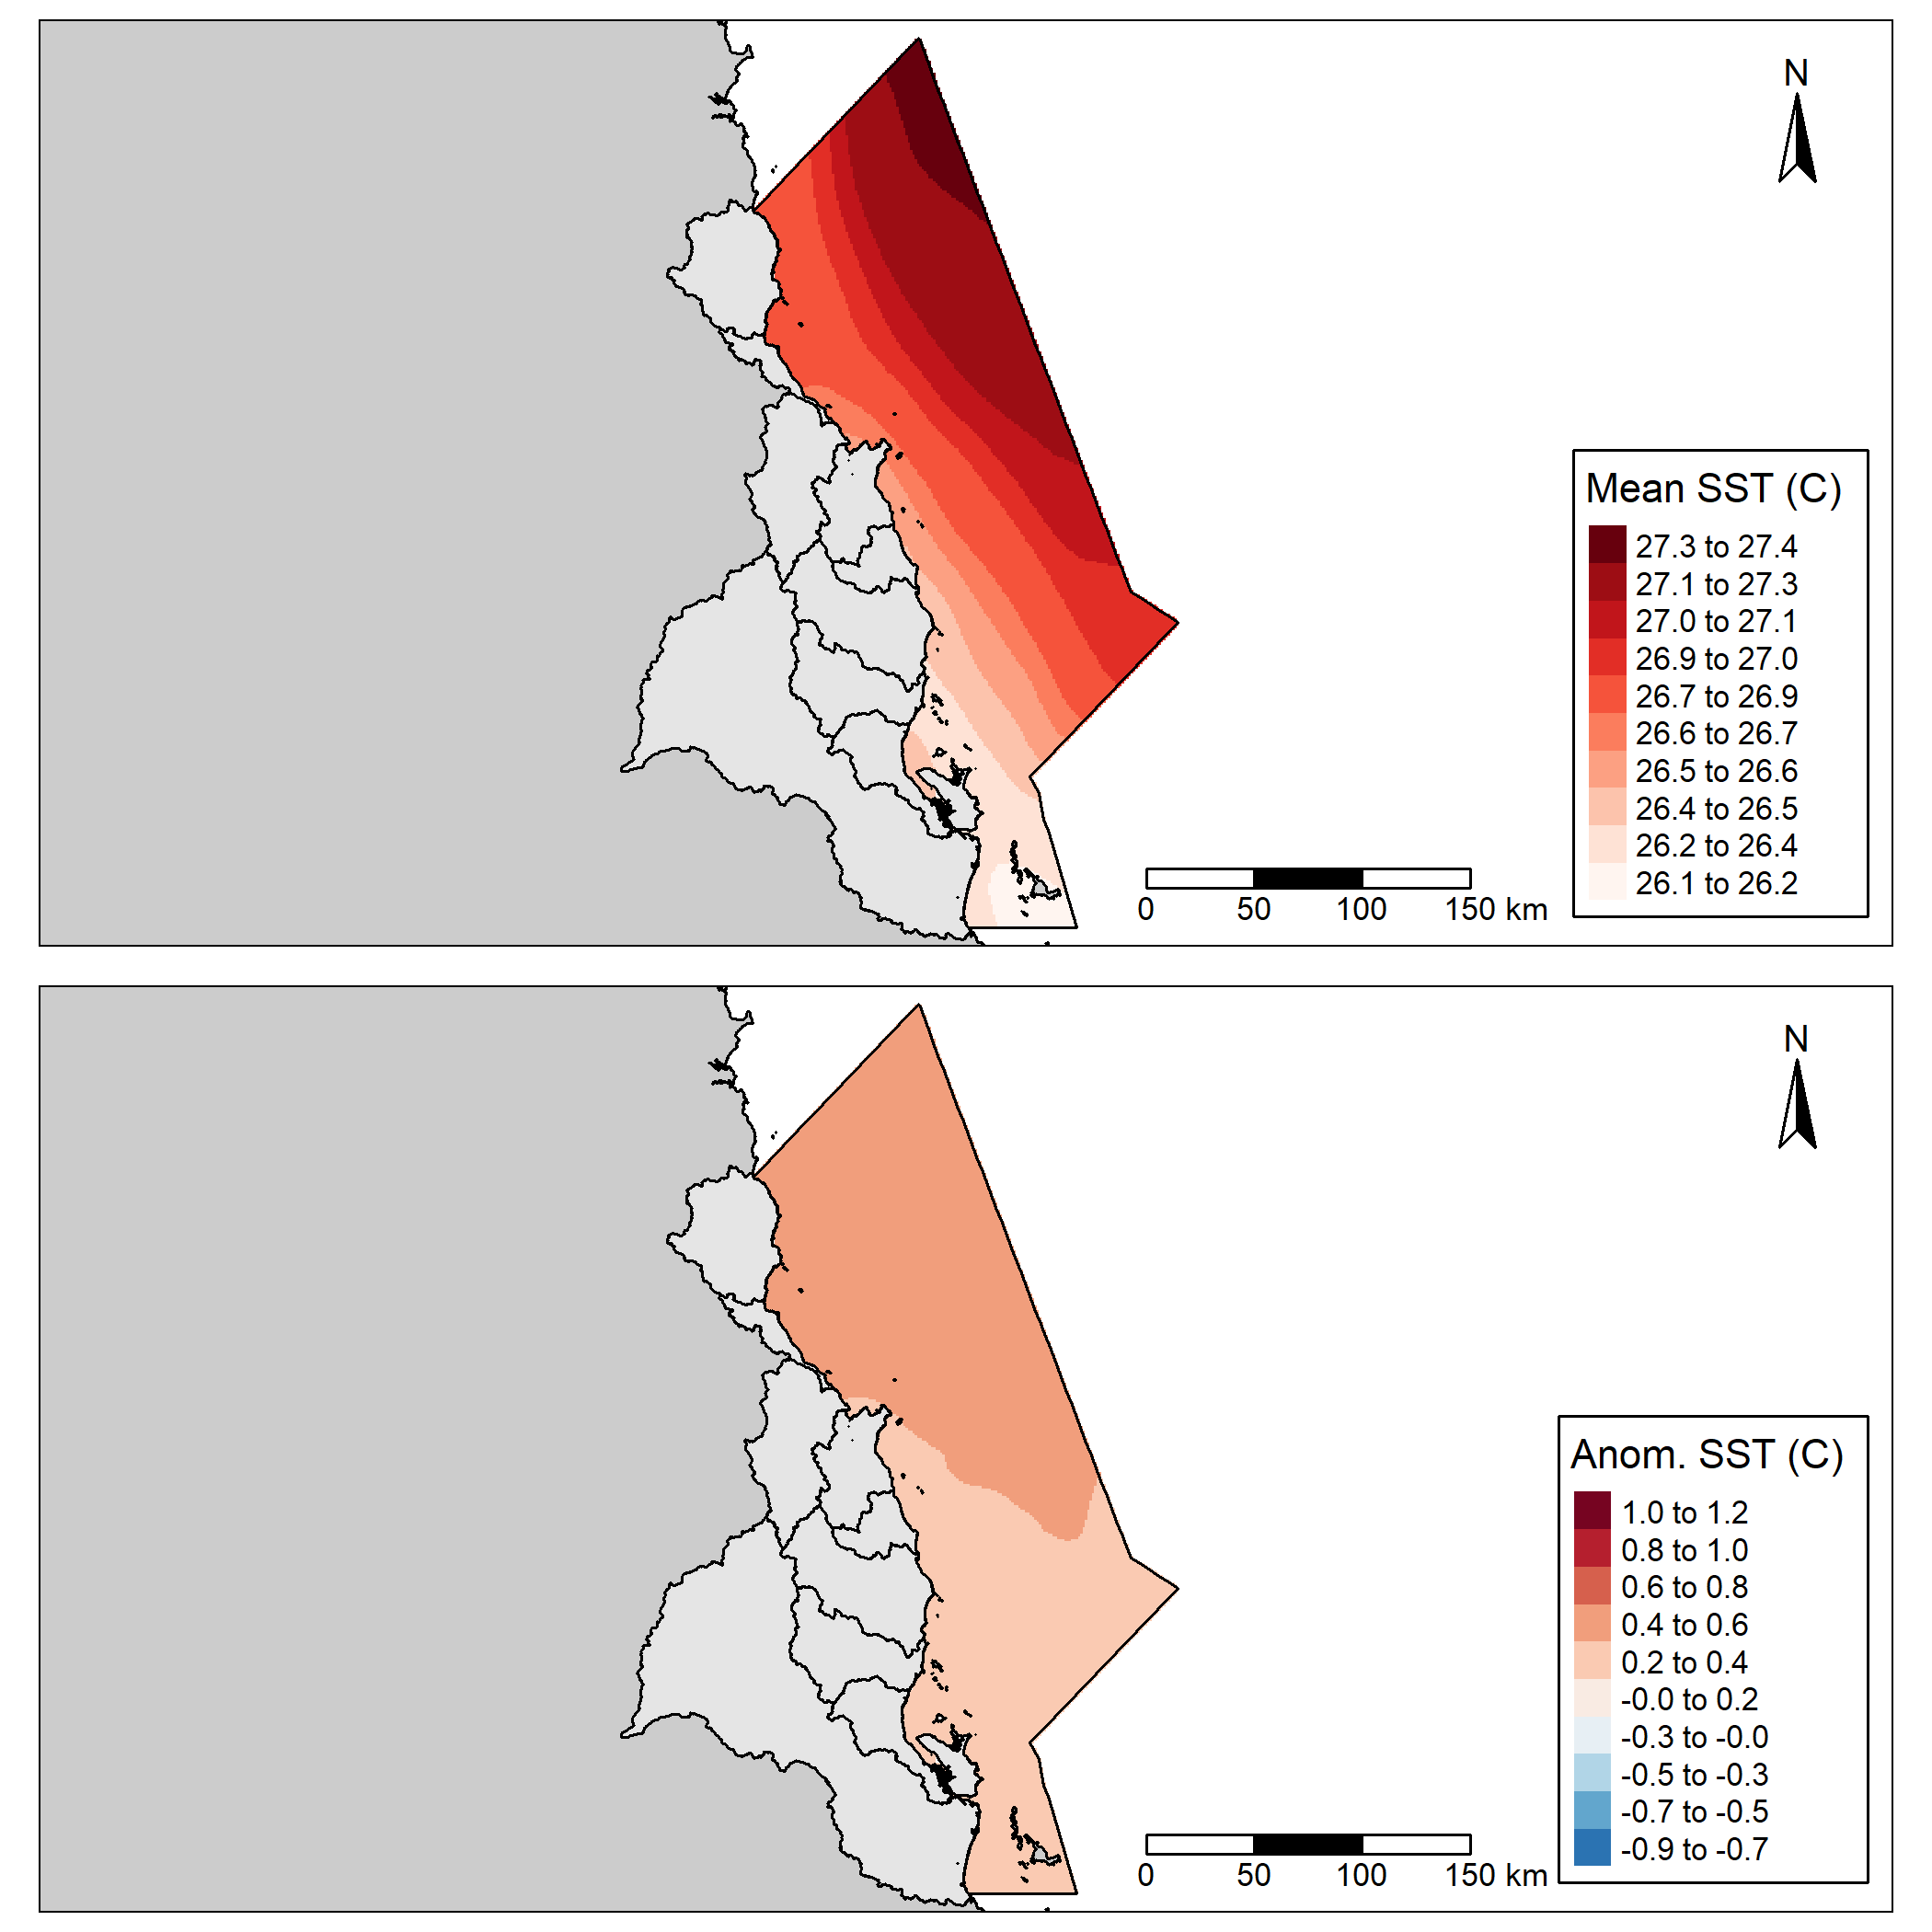 N
Mean SST (C)
27.3 to 27.4
27.1 to 27.3
27.0 to 27.1
26.9 to 27.0
26.7 to 26.9
26.6 to 26.7
26.5 to 26.6
26.4 to 26.5
26.2 to 26.4
26.1 to 26.2
0 50 100 150 km
N
Anom. SST (C)
1.0 to 1.2
0.8 to 1.0
0.6 to 0.8
0.4 to 0.6
0.2 to 0.4
-0.0 to 0.2
-0.3 to -0.0
-0.5 to -0.3
-0.7 to -0.5
-0.9 to -0.7
0 50 100 150 km